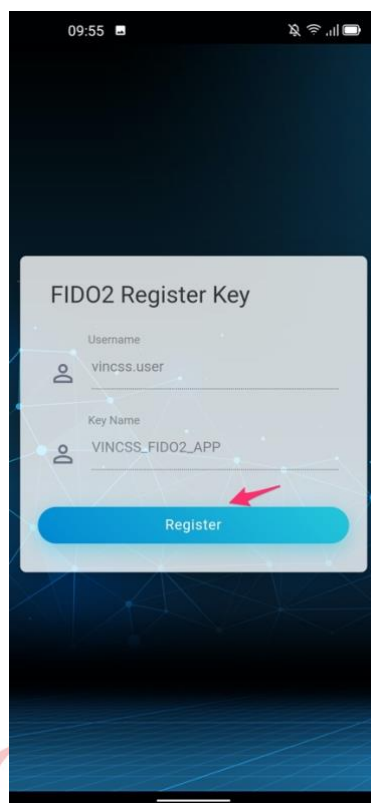 09:55
FIDO2 Register Key
Username
vincss.user
Key Name
VINCSS_FIDO2_APP
Register